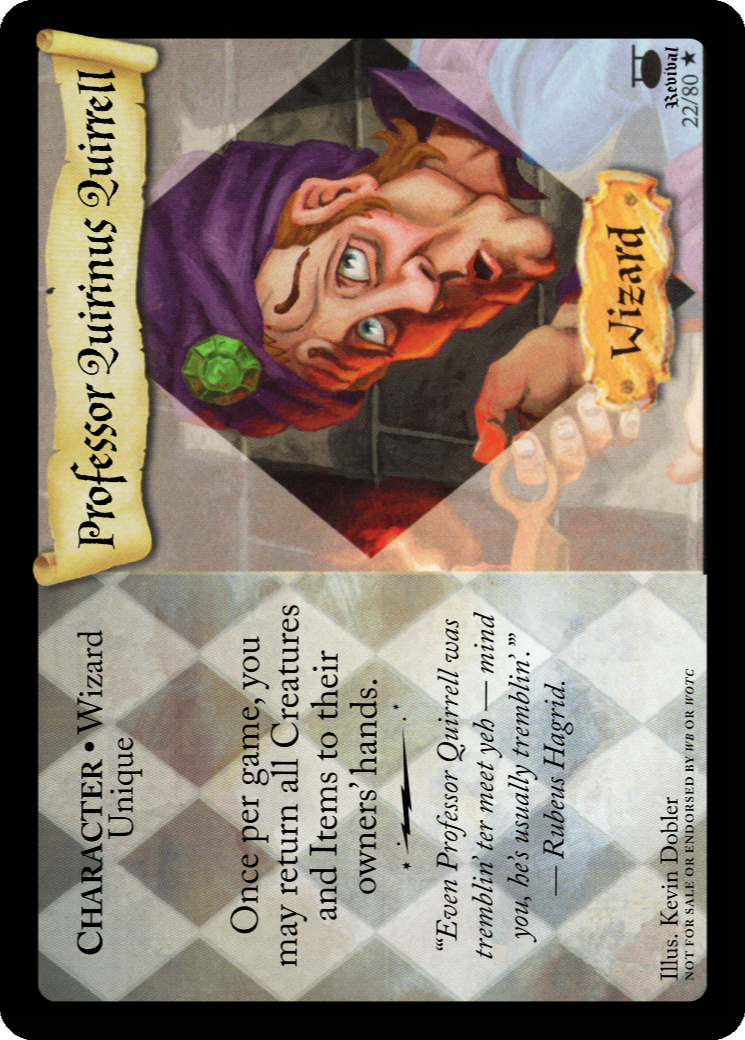 Professor Quirinus Quirrell
CHARACTER • Wizard
Unique
Once per game, you
may return all Creatures
and Items to their
owners' hands.
“‘Even Professor Quirrell was
tremblin’ ter meet yeh — mind
you, he’s usually tremblin’.’”
— Rubeus Hagrid.
Illus. Kevin Dobler
NOT FOR SALE OR ENDORSED BY WB OR WOTC
Wizard
Revival
22/80 ★